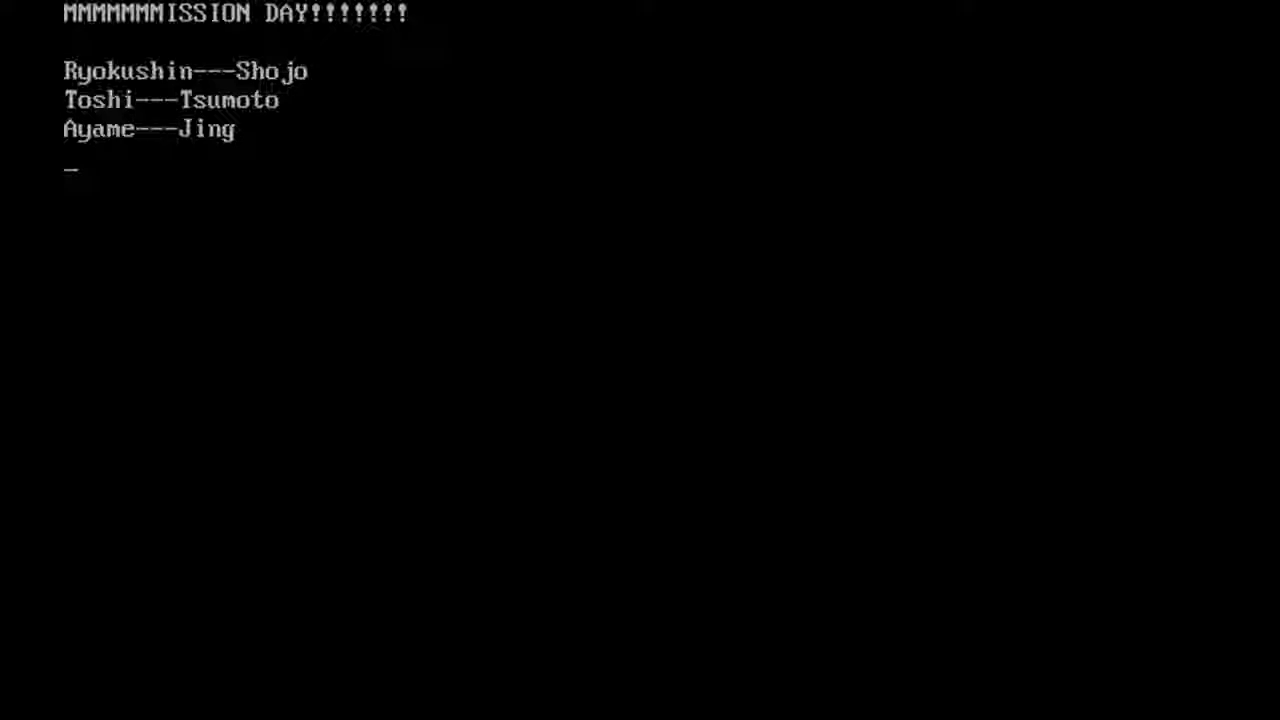 MMMMMMMISSION DAY!!!!!!!
Ryokushin---Shojo
Toshi---Tsumoto
Ayame---Jing
_